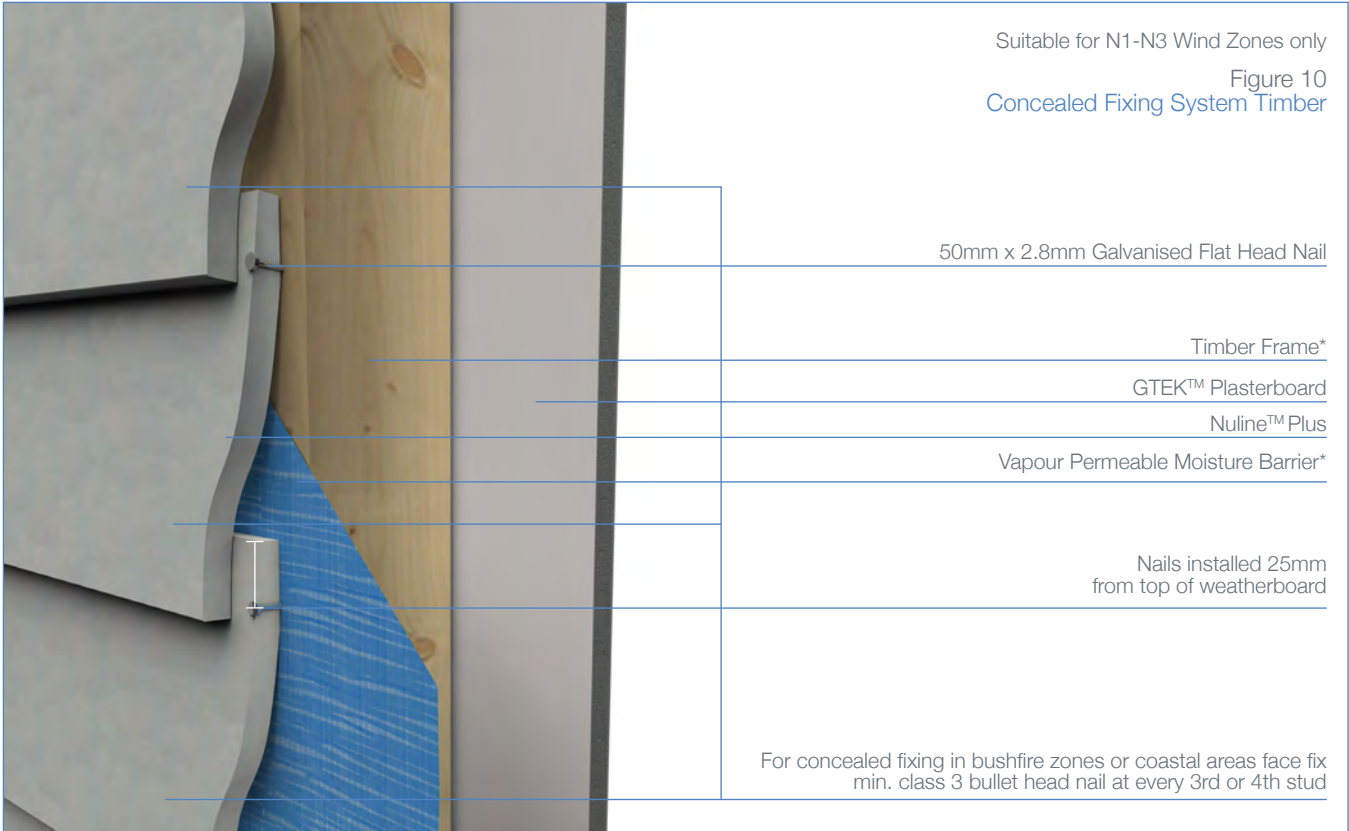 Suitable for N1-N3 Wind Zones only
Figure 10
Concealed Fixing System Timber
50mm x 2.8mm Galvanised Flat Head Nail
Timber Frame*
GTEK™ Plasterboard
Nuline™ Plus
Vapour Permeable Moisture Barrier*
Nails installed 25mm
from top of weatherboard
For concealed fixing in bushfire zones or coastal areas face fix
min. class 3 bullet head nail at every 3rd or 4th stud